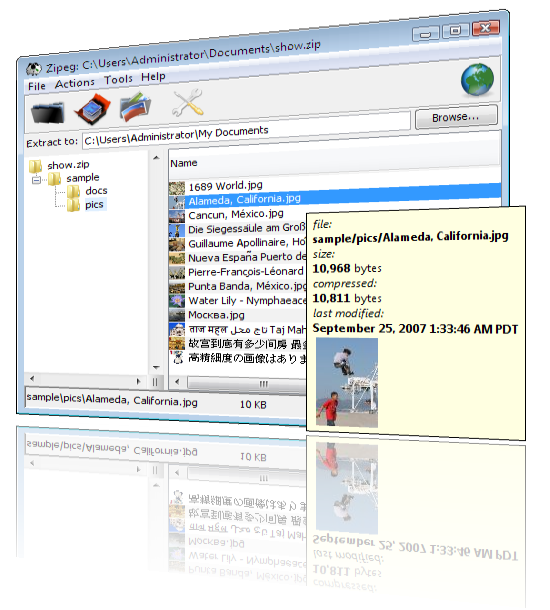 Zipeg: C:\Users\Administrator\Documents\show.zip
File Actions Tools Help
Extract to: C:\Users\Administrator\My Documents Browse...
show.zip
sample
docs
pics
Name
1689 World.jpg
Alameda, California.jpg
Cancun, México.jpg
Die Siegessäule am Groß
Guillaume Apollinaire, Ho
Nueva España Puerto de
Pierre-François-Léonard
Punta Banda, México.jpg
Water Lily - Nymphaeace
Москва.jpg
ताज महल تاج محل Taj Mah
故宫到底有多少间房 最多
高精細度の画像はありま
file:
sample/pics/Alameda, California.jpg
size:
10,968 bytes
compressed:
10,811 bytes
last modified:
September 25, 2007 1:33:46 AM PDT
sample\pics\Alameda, California.jpg 10 KB